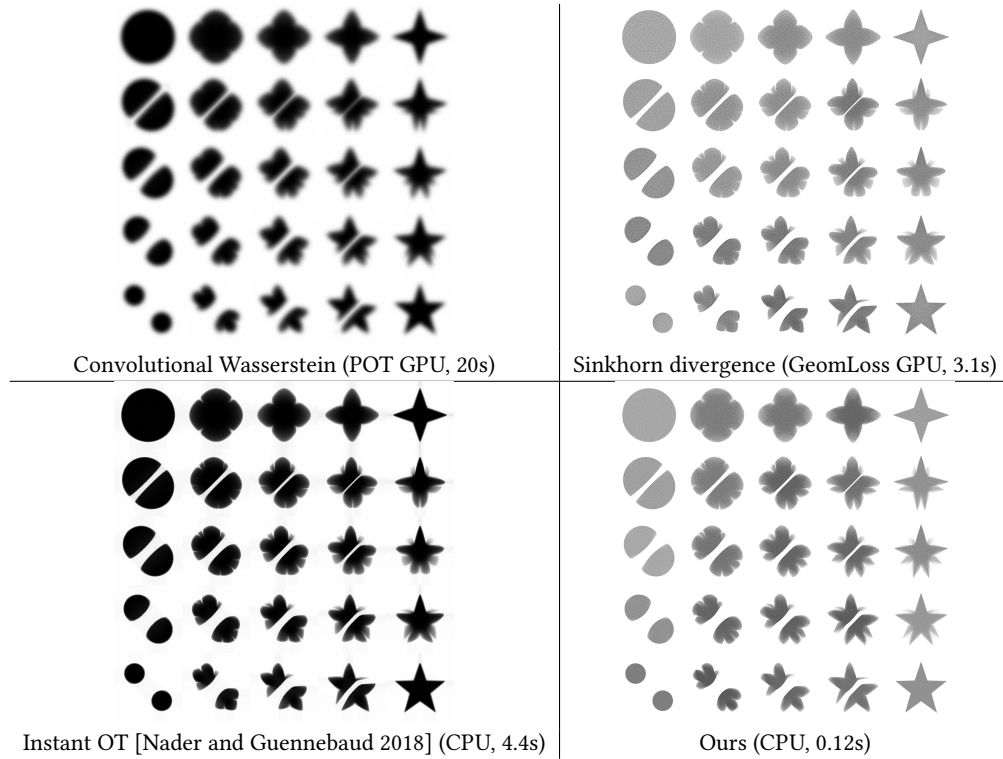 Convolutional Wasserstein (POT GPU, 20s)
Sinkhorn divergence (GeomLoss GPU, 3.1s)
Instant OT [Nader and Guennebaud 2018] (CPU, 4.4s)
Ours (CPU, 0.12s)